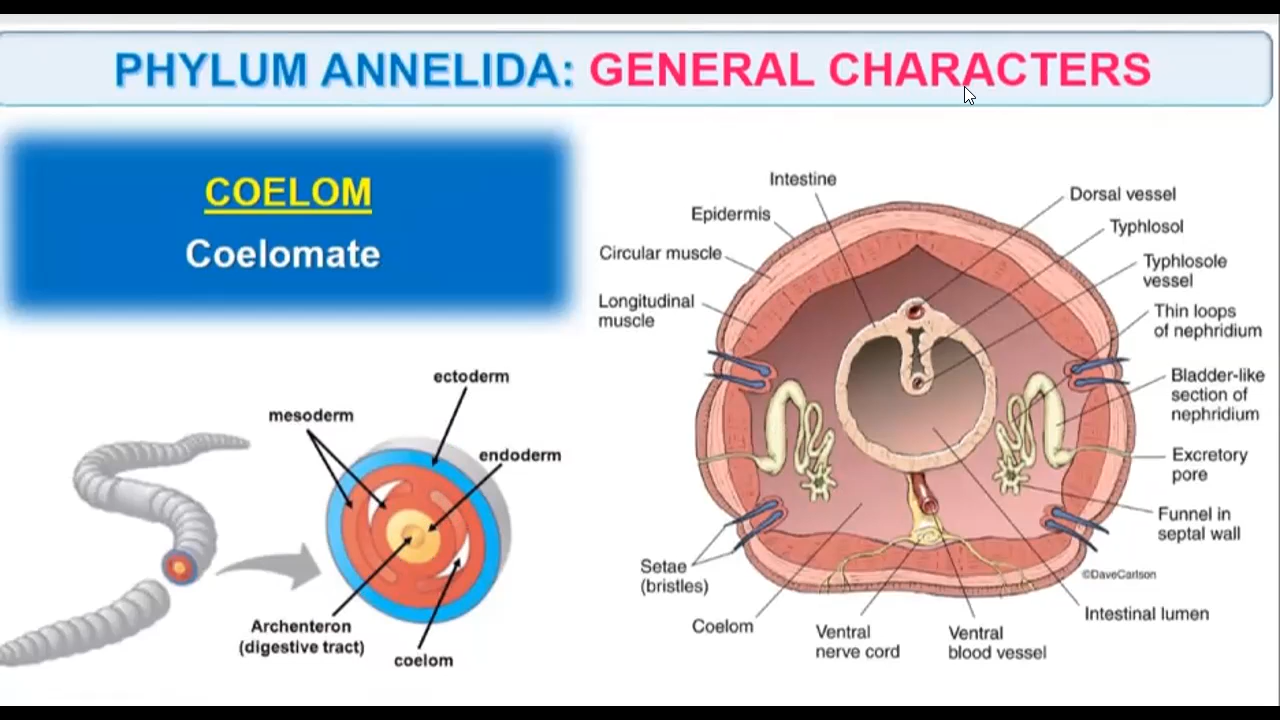 PHYLUM ANNELIDA: GENERAL CHARACTERS
COELOM
Coelomate
ectoderm
mesoderm
endoderm
Archenteron
(digestive tract)
coelom
Intestine
Epidermis
Circular muscle
Longitudinal
muscle
Dorsal vessel
Typhlosol
Typhlosole
vessel
Thin loops
of nephridium
Bladder-like
section of
nephridium
Excretory
pore
Funnel in
septal wall
©DaveCarlson
Setae
(bristles)
Coelom
Ventral
nerve cord
Ventral
blood vessel
Intestinal lumen